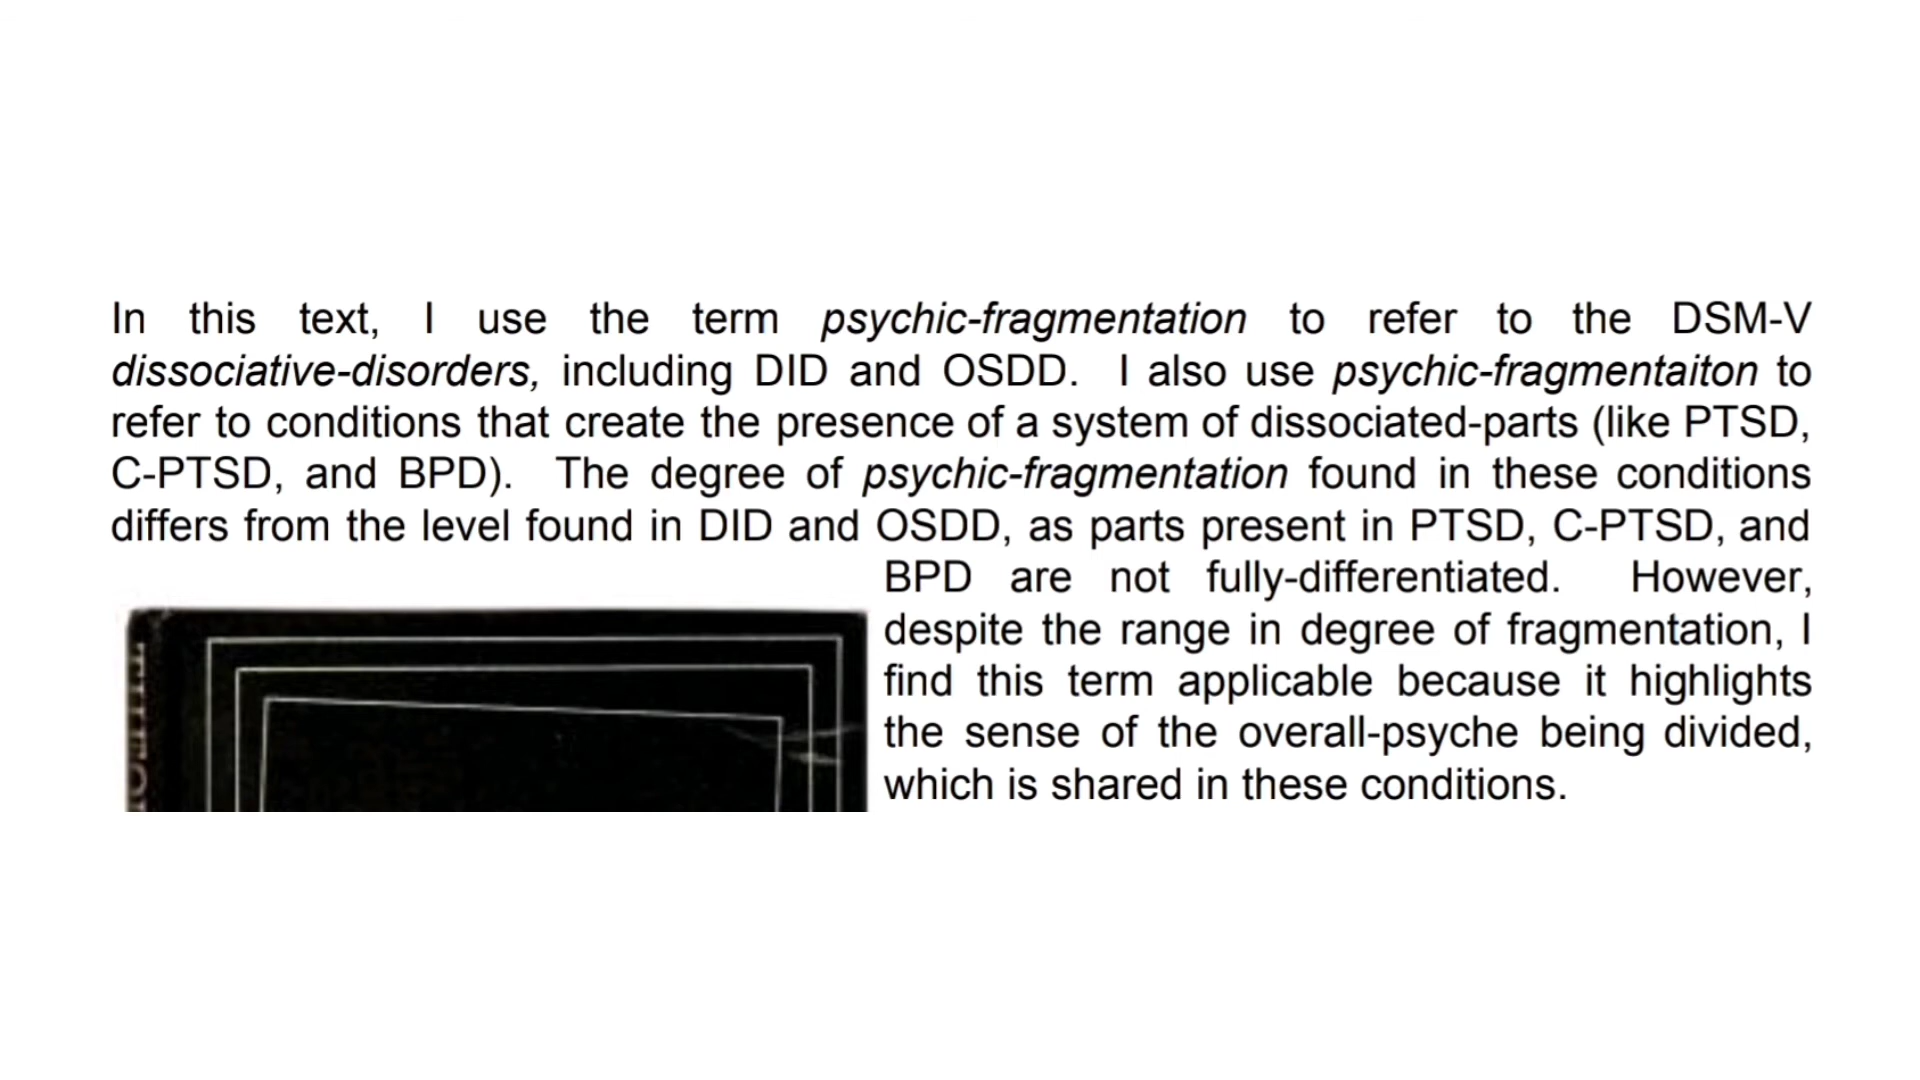 In this text, I use the term psychic-fragmentation to refer to the DSM-V
dissociative-disorders, including DID and OSDD. I also use psychic-fragmentaiton to
refer to conditions that create the presence of a system of dissociated-parts (like PTSD,
C-PTSD, and BPD). The degree of psychic-fragmentation found in these conditions
differs from the level found in DID and OSDD, as parts present in PTSD, C-PTSD, and
BPD are not fully-differentiated. However,
despite the range in degree of fragmentation, I
find this term applicable because it highlights
the sense of the overall-psyche being divided,
which is shared in these conditions.